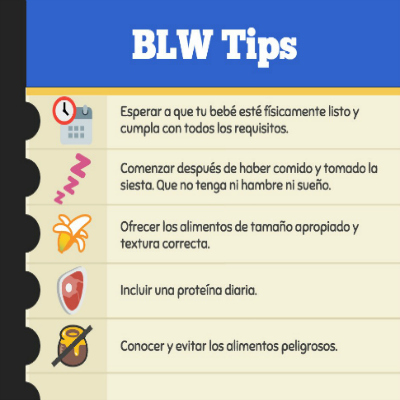 BLW Tips
Esperar a que tu bebé esté físicamente listo y
cumpla con todos los requisitos.
Comenzar después de haber comido y tomado la
siesta. Que no tenga ni hambre ni sueño.
Ofrecer los alimentos de tamaño apropiado y
textura correcta.
Incluir una proteína diaria.
Conocer y evitar los alimentos peligrosos.